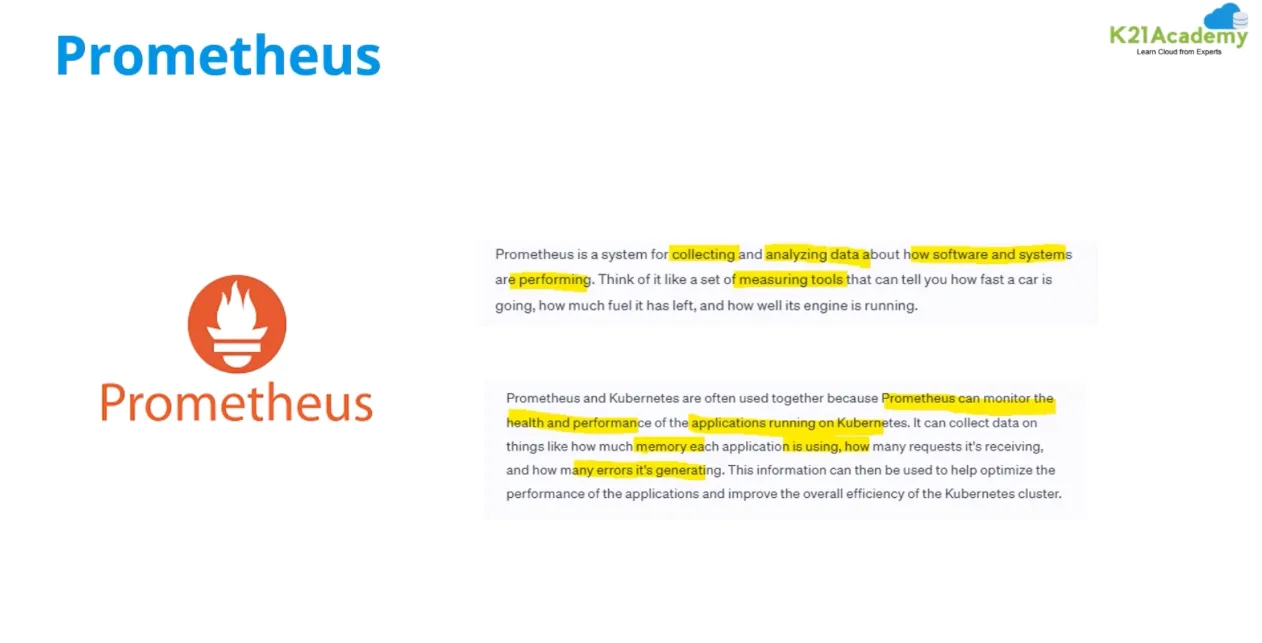 Prometheus
K21Academy
Learn Cloud from Experts
Prometheus is a system for collecting and analyzing data about how software and systems
are performing. Think of it like a set of measuring tools that can tell you how fast a car is
going, how much fuel it has left, and how well its engine is running.
Prometheus
Prometheus and Kubernetes are often used together because Prometheus can monitor the
health and performance of the applications running on Kubernetes. It can collect data on
things like how much memory each application is using, how many requests it's receiving,
and how many errors it's generating. This information can then be used to help optimize the
performance of the applications and improve the overall efficiency of the Kubernetes cluster.